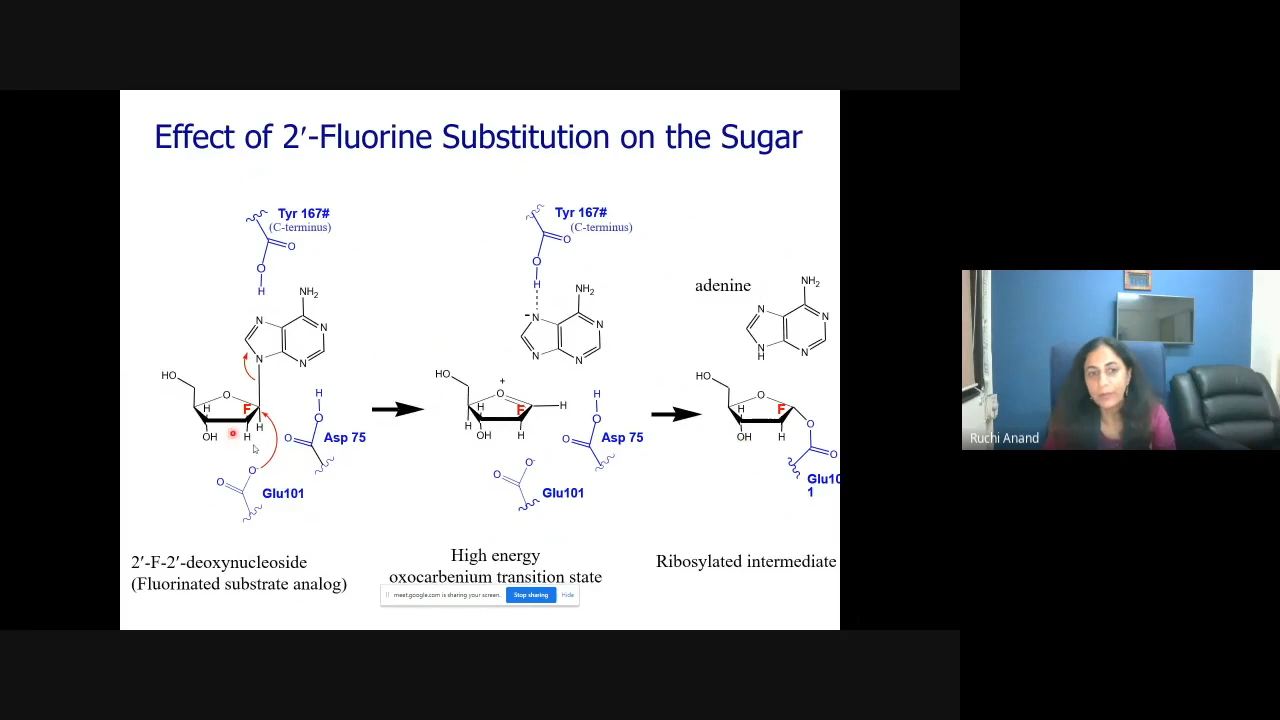 Effect of 2′-Fluorine Substitution on the Sugar
Tyr 167#
(C-terminus)
O
O
H
NH2
N
N
N
N
HO
O
F
H
H
OH
H
H
O
Asp 75
O
O-
O
Glu101
2′-F-2′-deoxynucleoside
(Fluorinated substrate analog)
Tyr 167#
(C-terminus)
O
O
H
NH2
-N
N
N
N
HO
+
O
F
H
H
H
OH
H
H
O
O
Asp 75
O-
O
Glu101
High energy
oxocarbenium transition state
adenine
NH2
N
N
N
H
N
HO
O
F
H
OH
H
O
O
Glu10
1
Ribosylated intermediate
meet.google.com is sharing your screen.
Stop sharing
Hide
Ruchi Anand